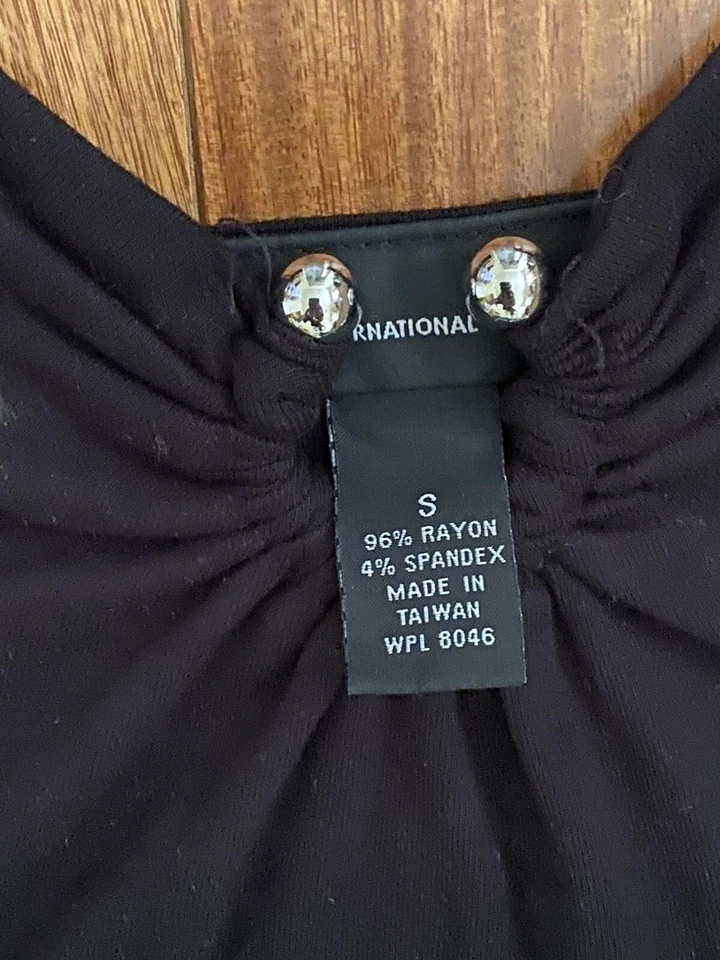 RNATIONAL
S
96% RAYON
4% SPANDEX
MADE IN
TAIWAN
WPL 8046